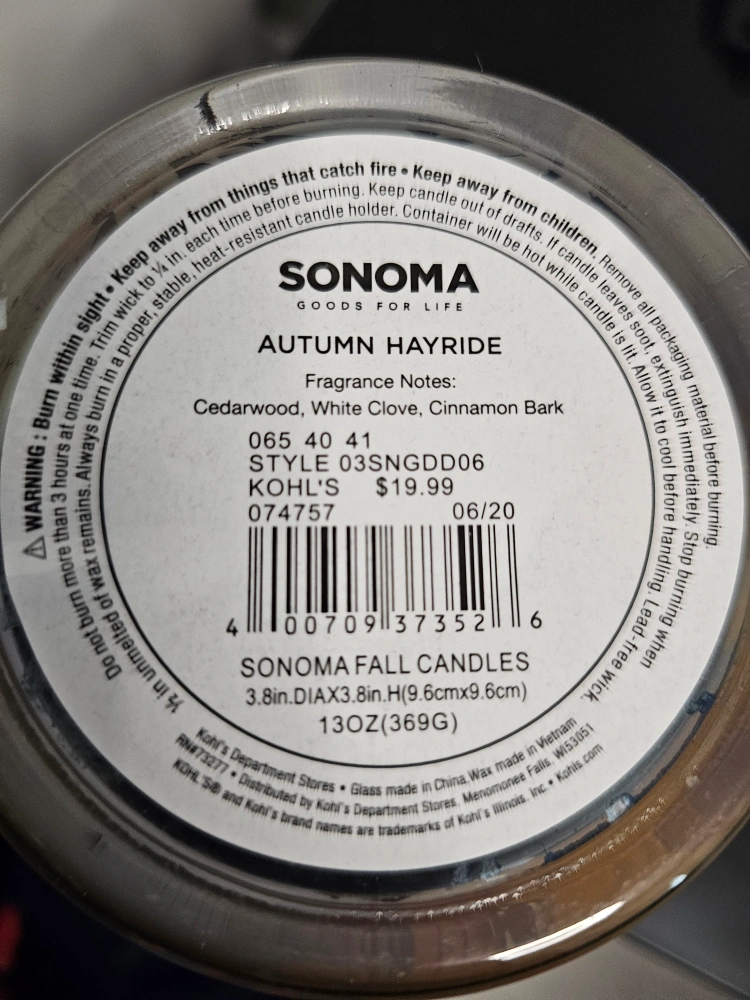 ⚠ WARNING : Burn within sight • Keep away from things that catch fire • Keep away from children. Remove all packaging material before burning.
Do not burn more than 3 hours at one time. Trim wick to ¼ in. each time before burning. Keep candle out of drafts. If candle leaves soot, extinguish immediately. Stop burning when
½ in unmelted of wax remains. Always burn in a proper, stable, heat-resistant candle holder. Container will be hot while candle is lit. Allow it to cool before handling. Lead-free wick.
SONOMA
GOODS FOR LIFE
AUTUMN HAYRIDE
Fragrance Notes:
Cedarwood, White Clove, Cinnamon Bark
065 40 41
STYLE 03SNGDD06
KOHL'S $19.99
074757 06/20
4 00709 37352 6
SONOMA FALL CANDLES
3.8in.DIAX3.8in.H(9.6cmx9.6cm)
13OZ(369G)
Kohl's Department Stores • Glass made in China.Wax made in Vietnam
RN#73277 • Distributed by Kohl's Department Stores. Menomonee Falls. WI53051
KOHL'S® and Kohl's brand names are trademarks of Kohl's Illinois. Inc • Kohls.com